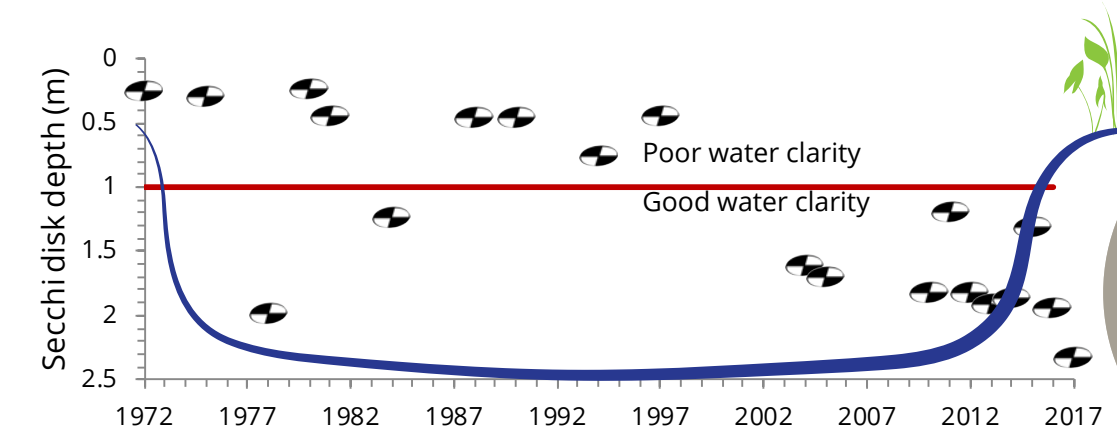 Secchi disk depth (m)
0
0.5
1
1.5
2
2.5
Poor water clarity
Good water clarity
1972 1977 1982 1987 1992 1997 2002 2007 2012 2017